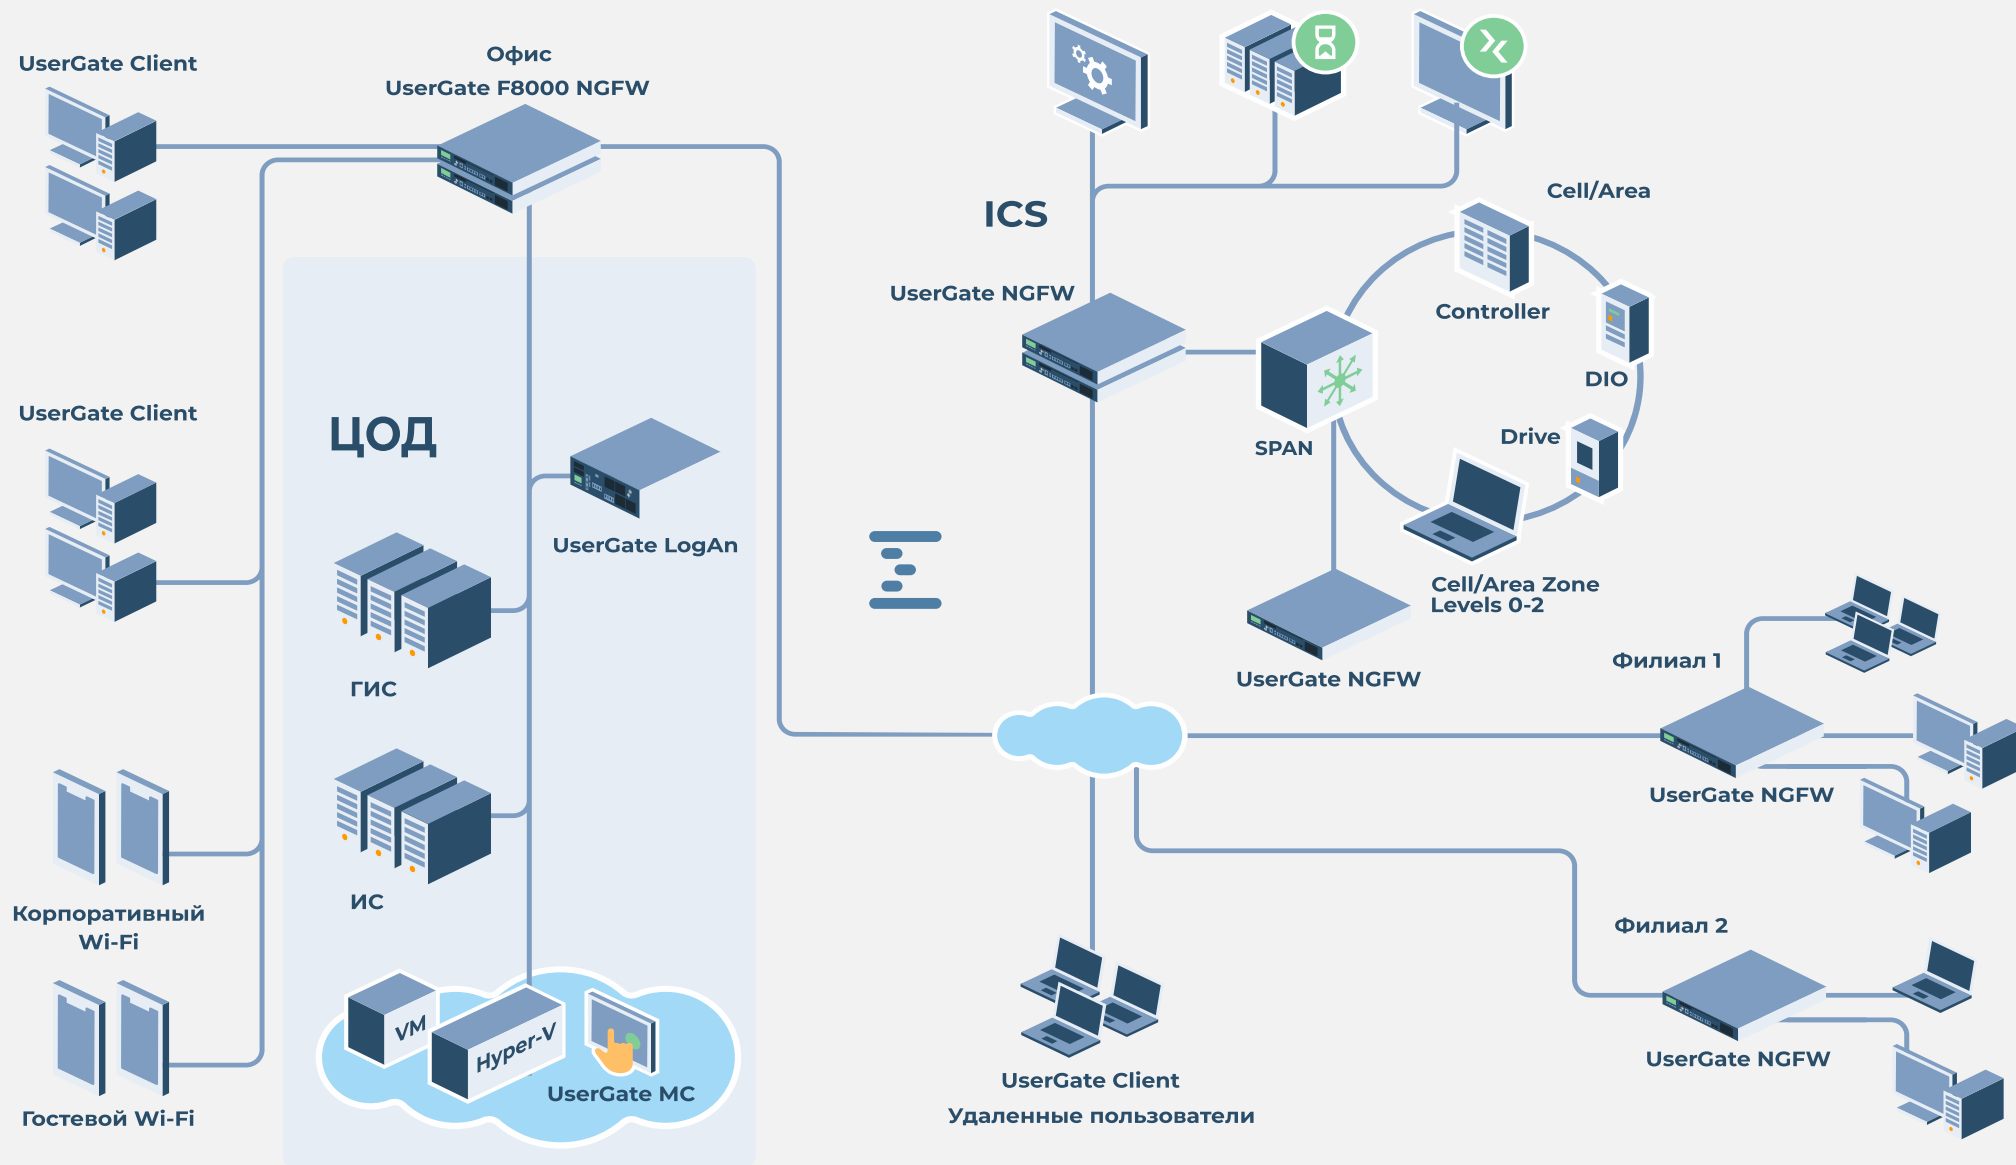 UserGate Client
Офис
UserGate F8000 NGFW
UserGate Client
ЦОД
UserGate LogAn
ГИС
ИС
Корпоративный
Wi-Fi
Гостевой Wi-Fi
VM
Hyper-V
UserGate MC
ICS
UserGate NGFW
Cell/Area
Controller
DIO
Drive
SPAN
Cell/Area Zone
Levels 0-2
UserGate NGFW
Филиал 1
UserGate NGFW
Филиал 2
UserGate NGFW
UserGate Client
Удаленные пользователи